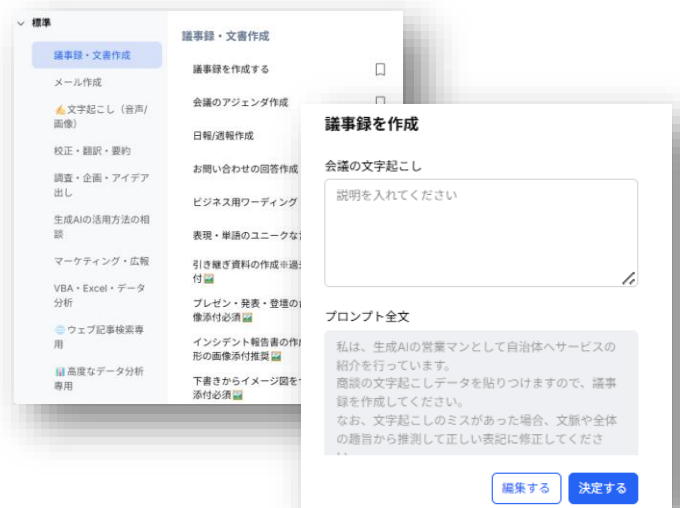 標準
議事録・文書作成
メール作成
文字起こし（音声/
画像）
校正・翻訳・要約
調査・企画・アイデア
出し
生成AIの活用方法の相
談
マーケティング・広報
VBA・Excel・データ
分析
ウェブ記事検索専
用
高度なデータ分析
専用
議事録・文書作成
議事録を作成する
会議のアジェンダ作成
日報/週報作成
お問い合わせの回答作成
ビジネス用ワーディング
表現・単語のユニークな
引き継ぎ資料の作成※過
付
プレゼン・発表・登壇の
像添付必須
インシデント報告書の作
形の画像添付推奨
下書きからイメージ図を
添付必須
議事録を作成
会議の文字起こし
説明を入れてください
プロンプト全文
私は、生成AIの営業マンとして自治体へサービスの
紹介を行っています。
商談の文字起こしデータを貼りつけますので、議事
録を作成してください。
なお、文字起こしのミスがあった場合、文脈や全体
の趣旨から推測して正しい表記に修正してくださ
編集する
決定する